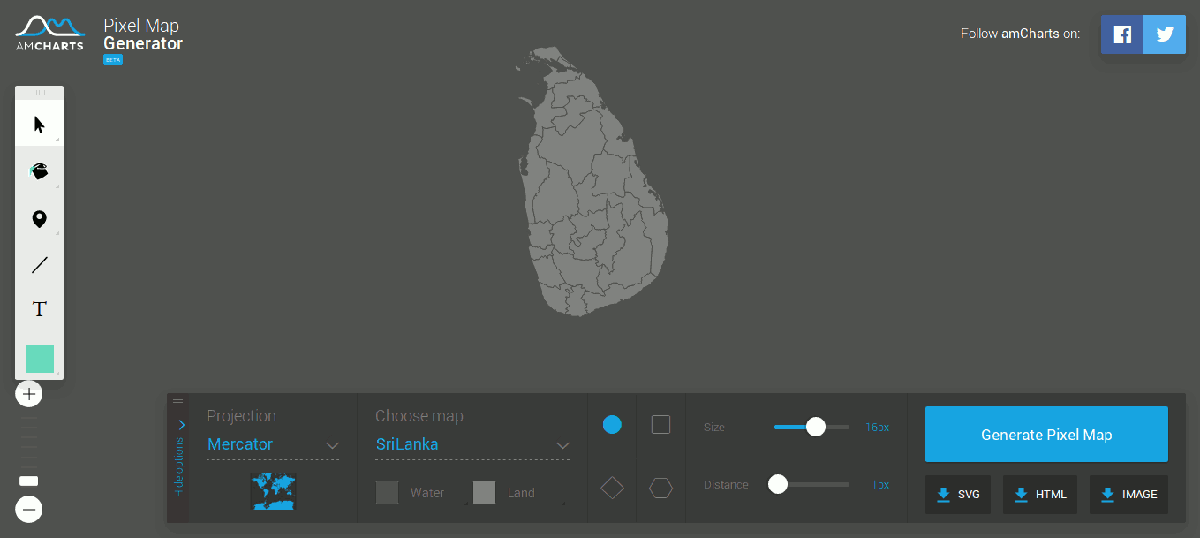 AMCHARTS
Pixel Map
Generator
BETA
Follow amCharts on:
T
Projection
Mercator
Choose map
SriLanka
Water
Land
Size
16px
Distance
1px
Generate Pixel Map
SVG
HTML
IMAGE